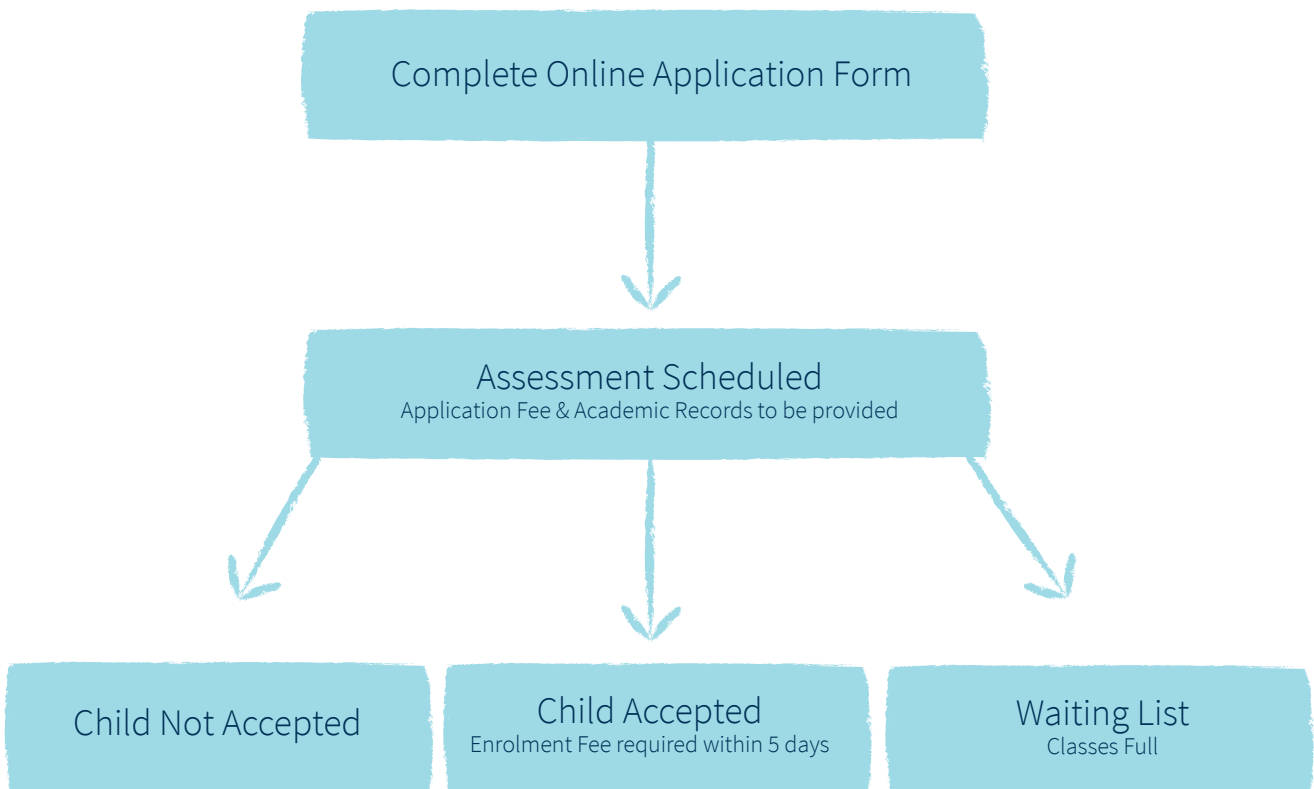 Complete Online Application Form
Assessment Scheduled
Application Fee & Academic Records to be provided
Child Not Accepted
Child Accepted
Enrolment Fee required within 5 days
Waiting List
Classes Full